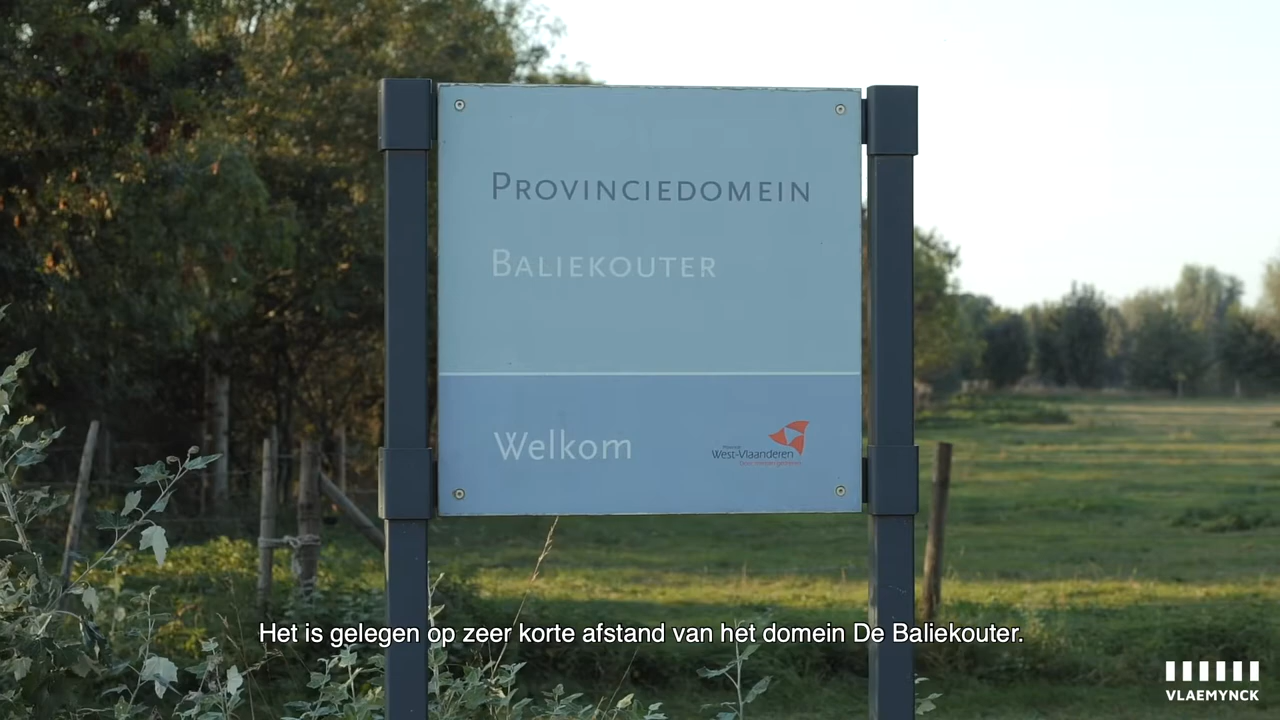 PROVINCIEDOMEIN
BALIEKOUTER
Welkom
West-Vlaanderen
Het is gelegen op zeer korte afstand van het domein De Baliekouter.
VLAEMYNCK